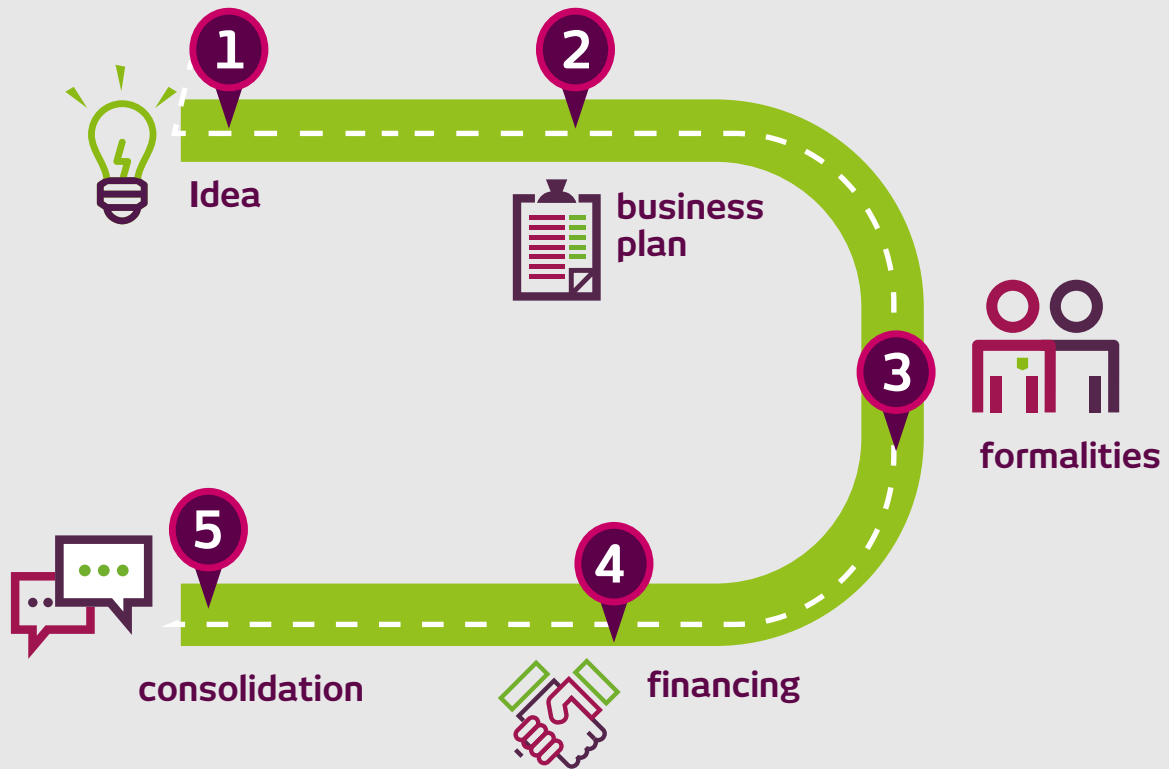 1
2
Idea
business
plan
3
formalities
5
4
consolidation
financing